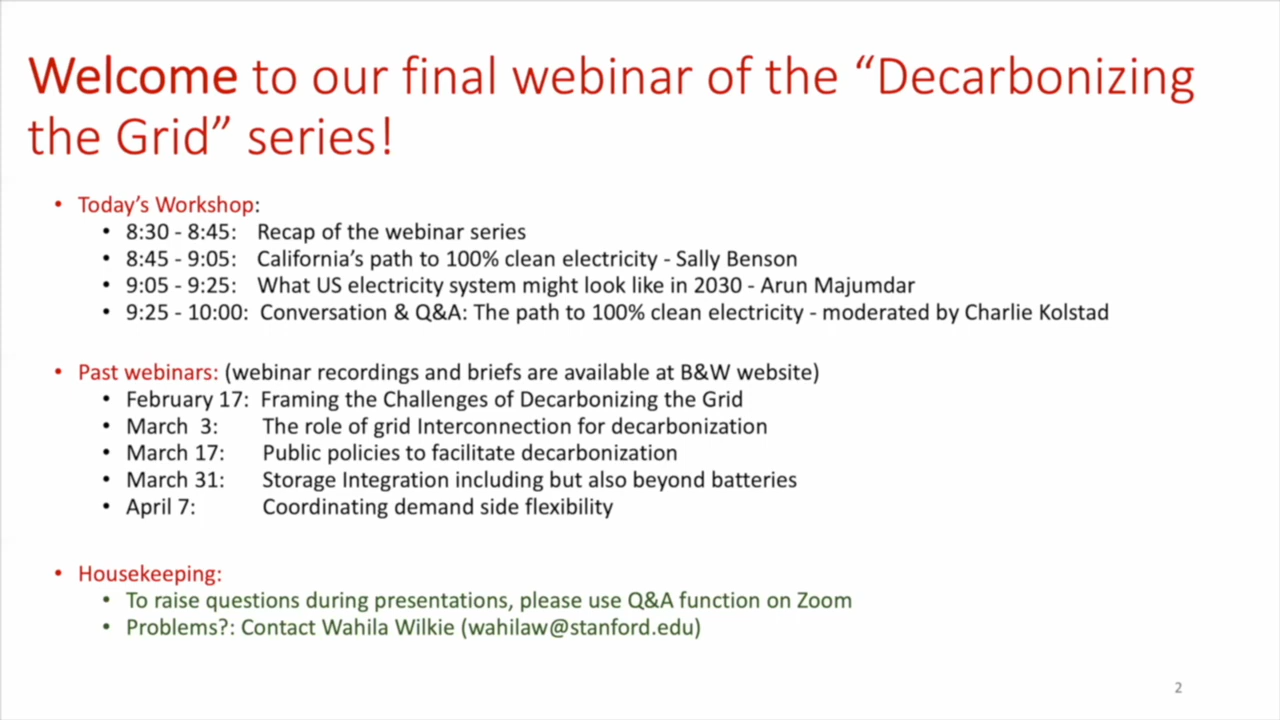 Welcome to our final webinar of the “Decarbonizing
the Grid” series!
• Today’s Workshop:
• 8:30 - 8:45: Recap of the webinar series
• 8:45 - 9:05: California’s path to 100% clean electricity - Sally Benson
• 9:05 - 9:25: What US electricity system might look like in 2030 - Arun Majumdar
• 9:25 - 10:00: Conversation & Q&A: The path to 100% clean electricity - moderated by Charlie Kolstad
• Past webinars: (webinar recordings and briefs are available at B&W website)
• February 17: Framing the Challenges of Decarbonizing the Grid
• March 3: The role of grid Interconnection for decarbonization
• March 17: Public policies to facilitate decarbonization
• March 31: Storage Integration including but also beyond batteries
• April 7: Coordinating demand side flexibility
• Housekeeping:
• To raise questions during presentations, please use Q&A function on Zoom
• Problems?: Contact Wahila Wilkie (wahilaw@stanford.edu)
2